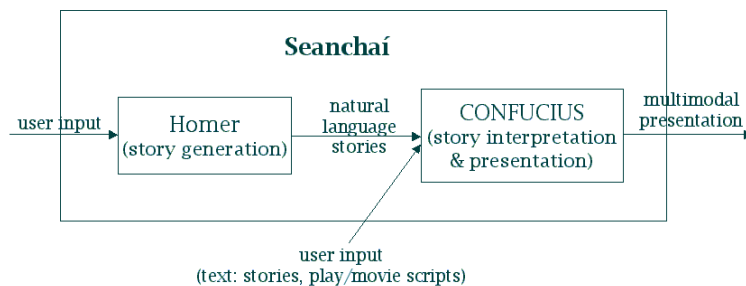 Seanchaí
user input
Homer
(story generation)
natural
language
stories
CONFUCIUS
(story interpretation
& presentation)
multimodal
presentation
user input
(text: stories, play/movie scripts)